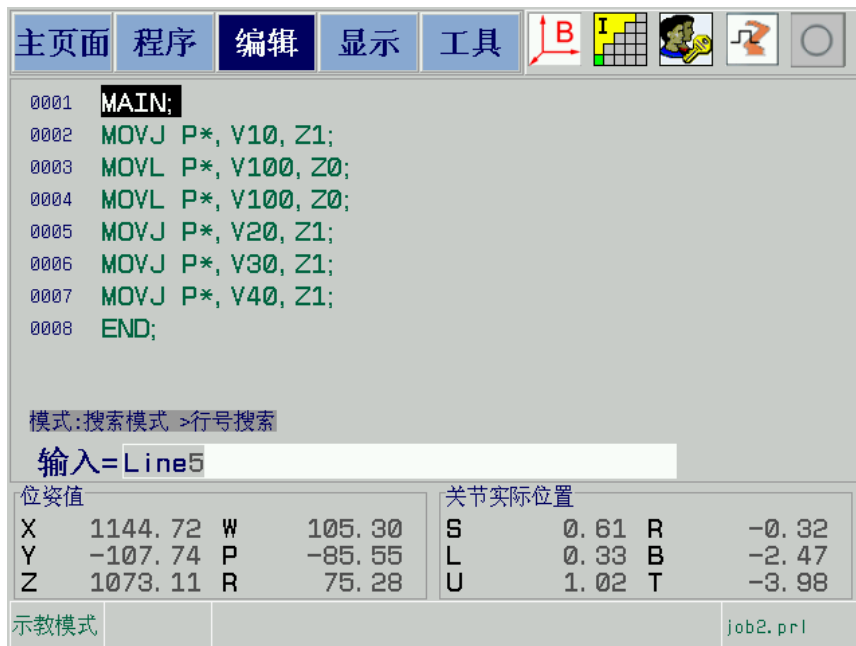 主页面 程序 编辑 显示 工具 B I
0001 MAIN;
0002 MOVJ P*, V10, Z1;
0003 MOVL P*, V100, Z0;
0004 MOVL P*, V100, Z0;
0005 MOVJ P*, V20, Z1;
0006 MOVJ P*, V30, Z1;
0007 MOVJ P*, V40, Z1;
0008 END;
模式:搜索模式 >行号搜索
输入=Line5
位姿值 关节实际位置
X 1144.72 W 105.30 S 0.61 R -0.32
Y -107.74 P -85.55 L 0.33 B -2.47
Z 1073.11 R 75.28 U 1.02 T -3.98
示教模式 job2.prl